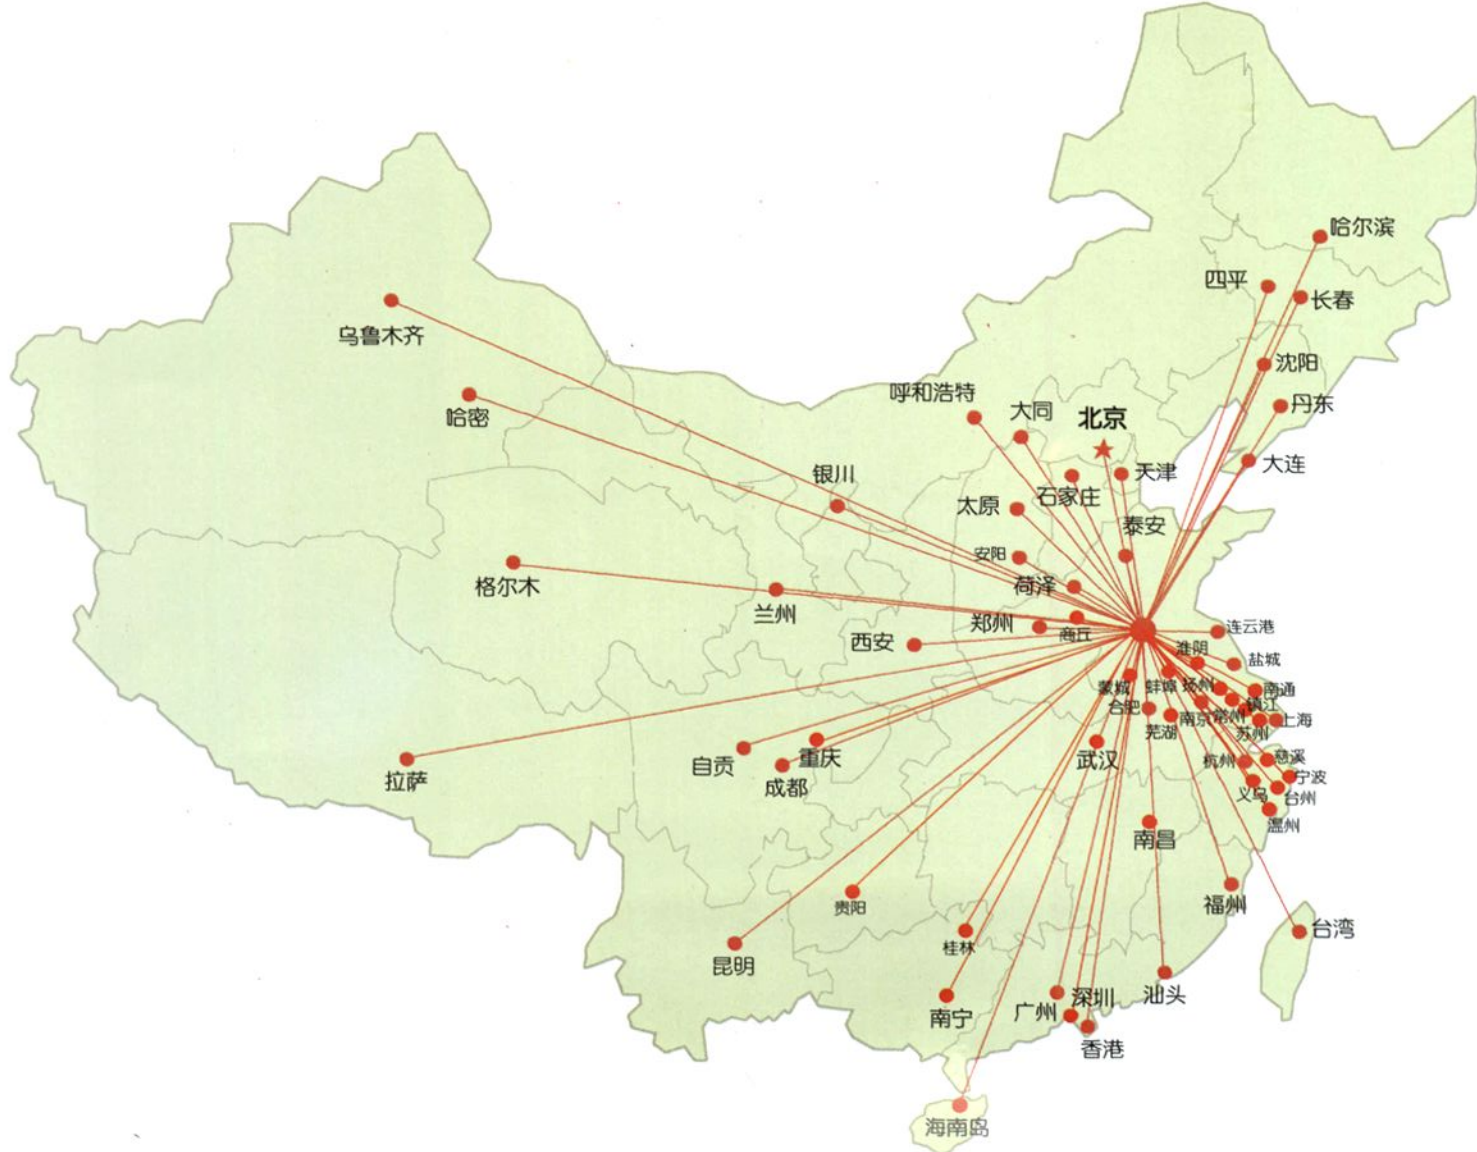 哈尔滨
四平
长春
乌鲁木齐
沈阳
呼和浩特
丹东
哈密
大同
北京
银川
天津
大连
石家庄
太原
泰安
安阳
格尔木
荷泽
兰州
郑州
商丘
连云港
西安
淮阴
盐城
蒙城
蚌埠
扬州
南通
合肥
镇江
南京
常州
上海
芜湖
苏州
自贡
重庆
武汉
杭州
慈溪
拉萨
成都
宁波
义乌
台州
温州
南昌
贵阳
福州
台湾
桂林
昆明
汕头
深圳
广州
南宁
香港
海南岛